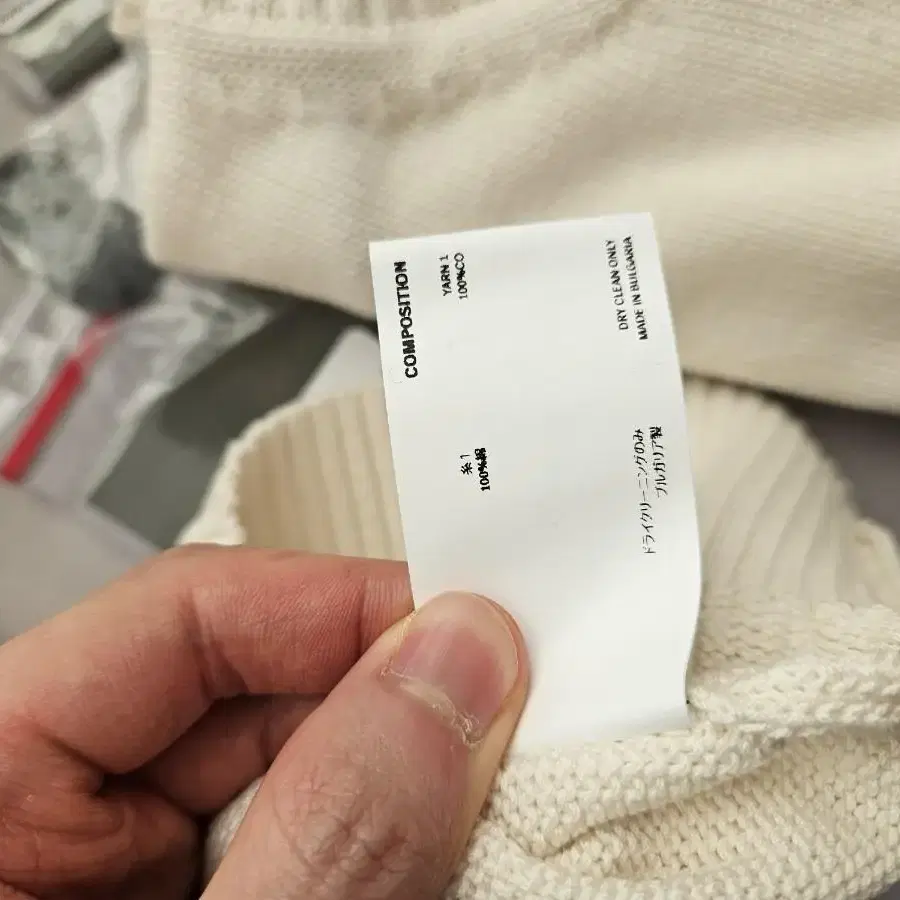 COMPOSITION
YARN 1
100%CO
DRY CLEAN ONLY
MADE IN BULGARIA
糸 1
100%綿
ドライクリーニングのみ
ブルガリア製